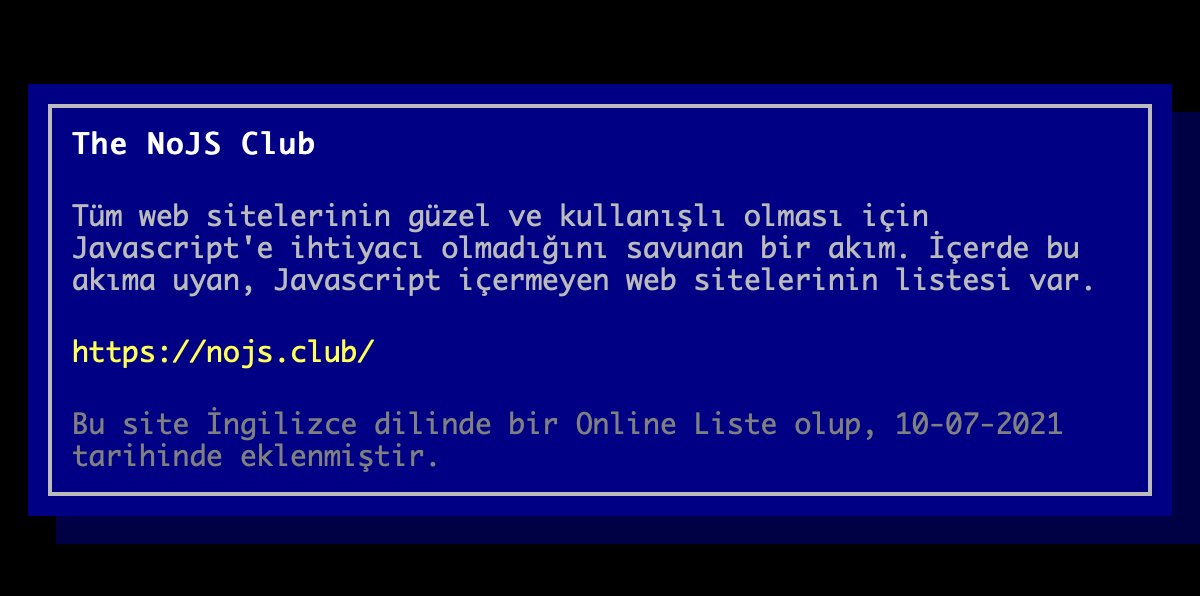 The NoJS Club
Tüm web sitelerinin güzel ve kullanışlı olması için
Javascript'e ihtiyacı olmadığını savunan bir akım. İçerde bu
akıma uyan, Javascript içermeyen web sitelerinin listesi var.
https://nojs.club/
Bu site İngilizce dilinde bir Online Liste olup, 10-07-2021
tarihinde eklenmiştir.